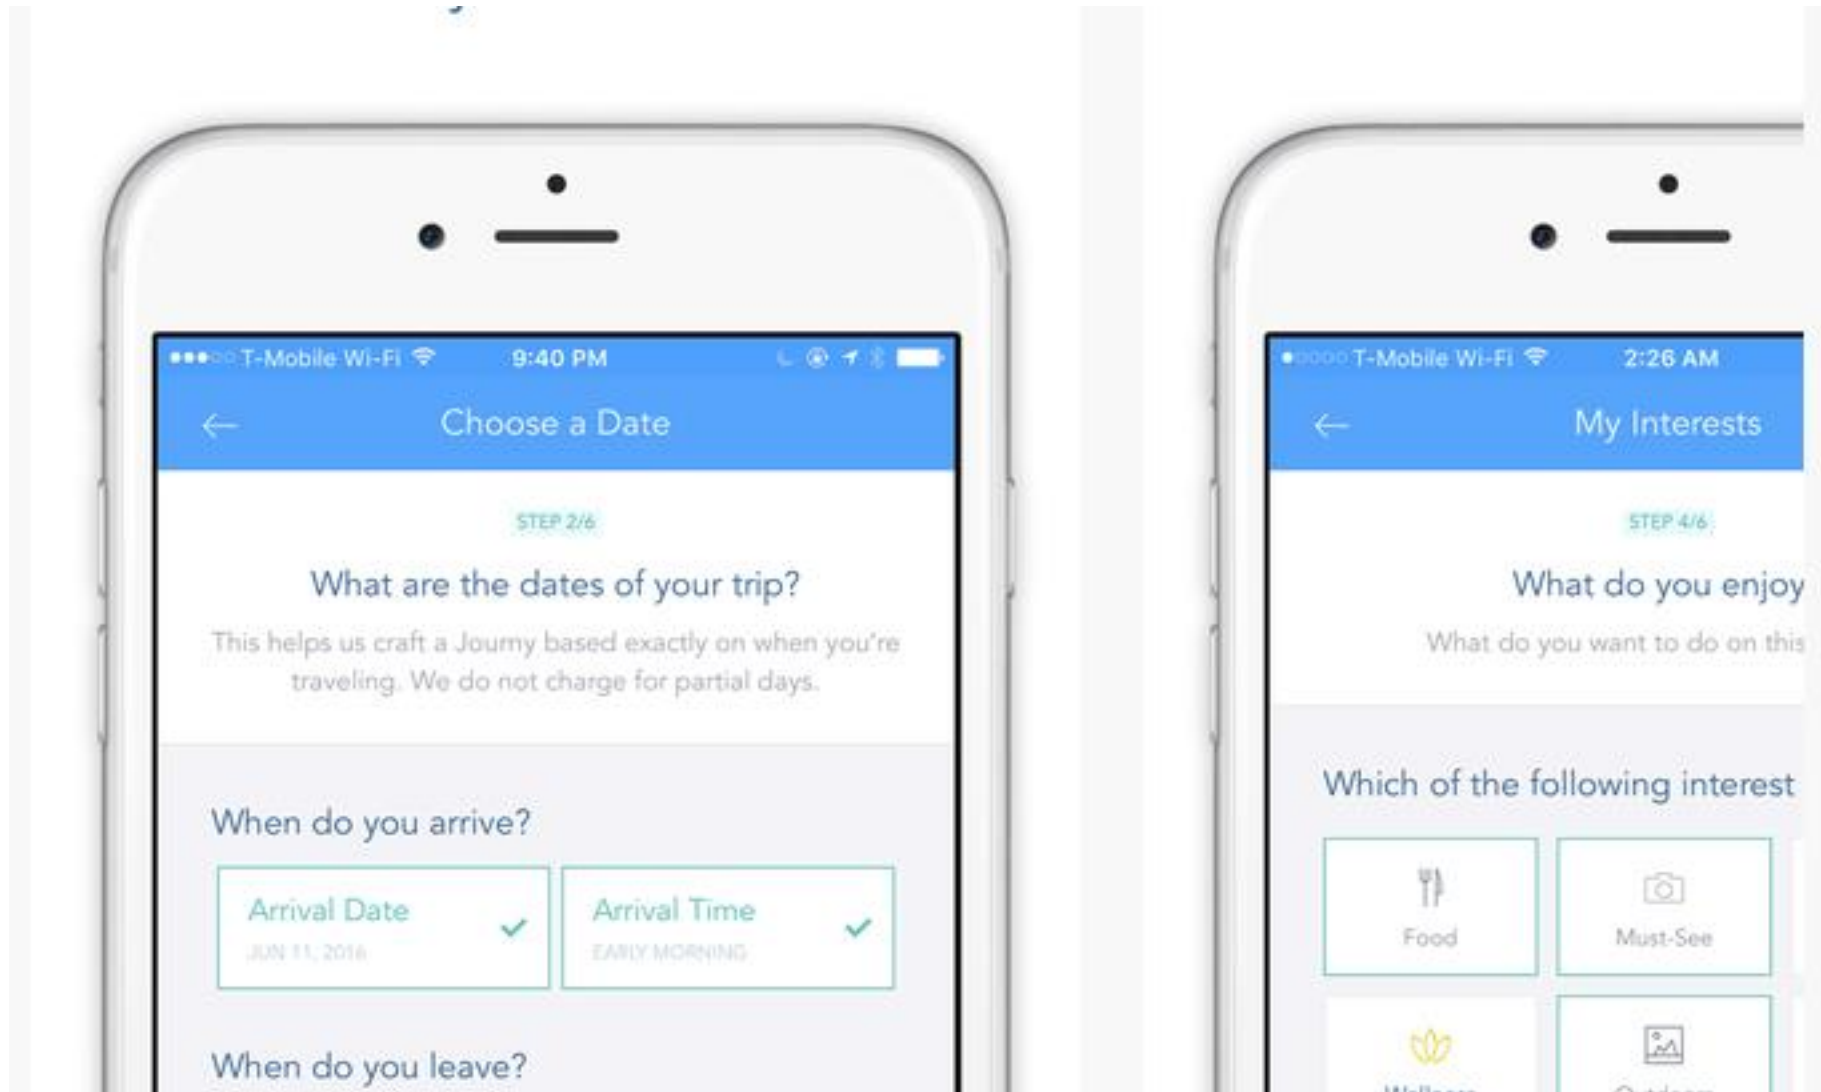 T-Mobile Wi-Fi 9:40 PM
Choose a Date
STEP 2/6
What are the dates of your trip?
This helps us craft a Journy based exactly on when you're
traveling. We do not charge for partial days.
When do you arrive?
Arrival Date
JUN 11, 2016
Arrival Time
EARLY MORNING
When do you leave?
T-Mobile Wi-Fi 2:26 AM
My Interests
STEP 4/6
What do you enjoy
What do you want to do on this
Which of the following interest
Food
Must-See
Wellness
Outdoors